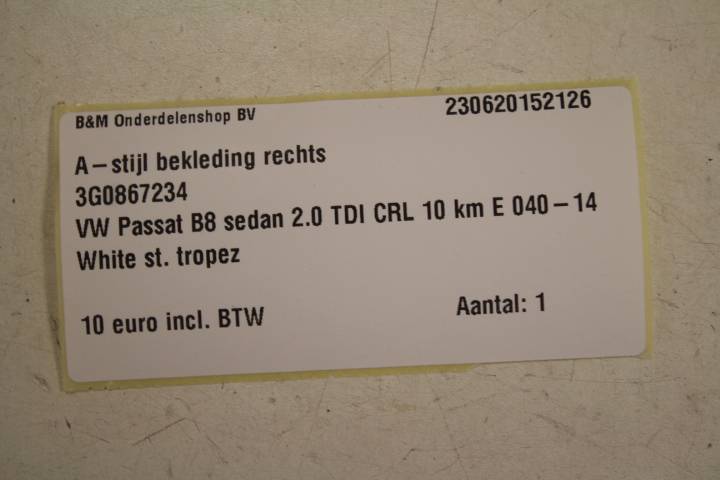 B&M Onderdelenshop BV 230620152126
A-stijl bekleding rechts
3G0867234
VW Passat B8 sedan 2.0 TDI CRL 10 km E 040-14
White st. tropez
10 euro incl. BTW Aantal: 1